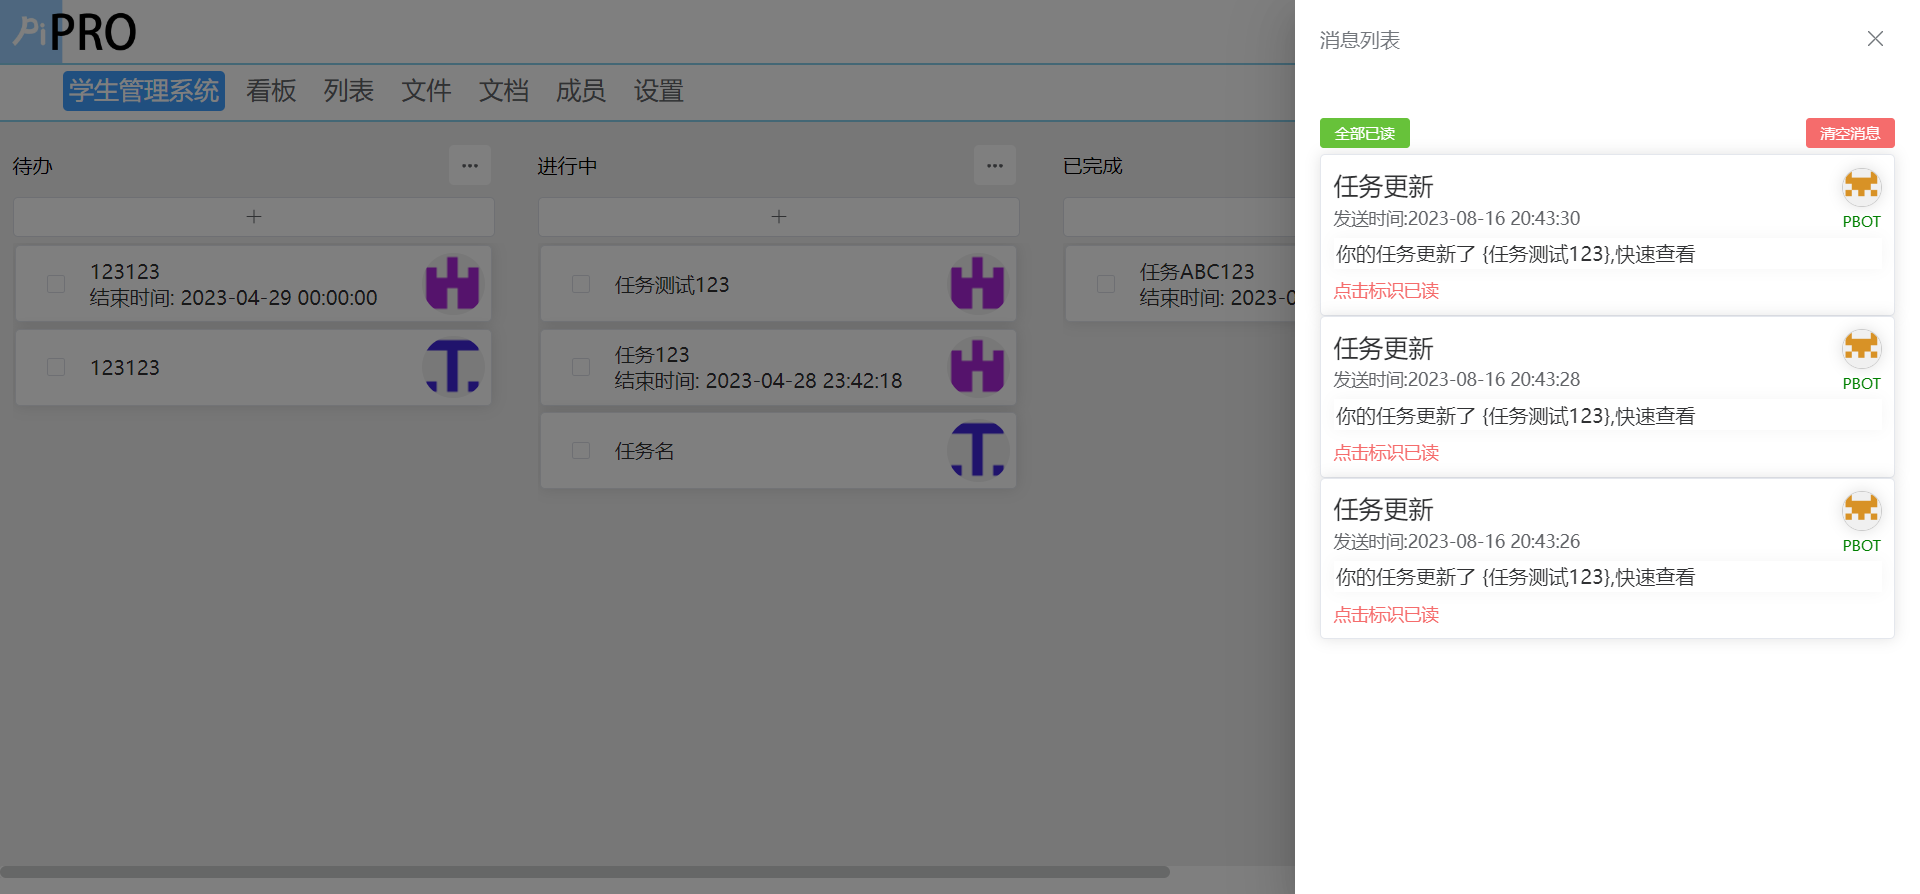 PiPRO
学生管理系统 看板 列表 文件 文档 成员 设置
待办
123123
结束时间: 2023-04-29 00:00:00
123123
进行中
任务测试123
任务123
结束时间: 2023-04-28 23:42:18
任务名
已完成
任务ABC123
结束时间: 2023-0
消息列表
全部已读 清空消息
任务更新
发送时间:2023-08-16 20:43:30
PBOT
你的任务更新了 {任务测试123},快速查看
点击标识已读
任务更新
发送时间:2023-08-16 20:43:28
PBOT
你的任务更新了 {任务测试123},快速查看
点击标识已读
任务更新
发送时间:2023-08-16 20:43:26
PBOT
你的任务更新了 {任务测试123},快速查看
点击标识已读